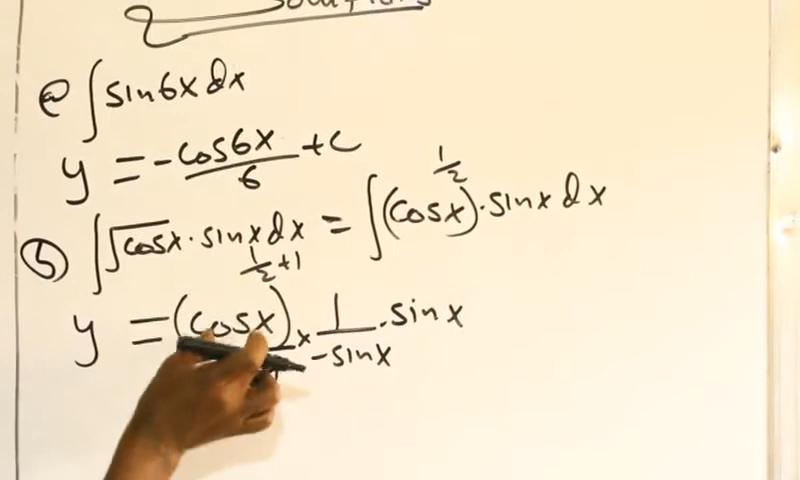 Solutions
ⓐ ∫sin6x dx
y = -cos6x/6 + c
ⓑ ∫√cosx · sinx dx = ∫(cosx)^1/2 · sinx dx
y = (cosx)^1/2+1 × 1/-sinx · sinx